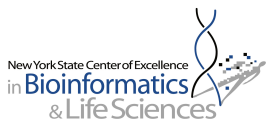 New York State Center of Excellence
in Bioinformatics
& Life Sciences